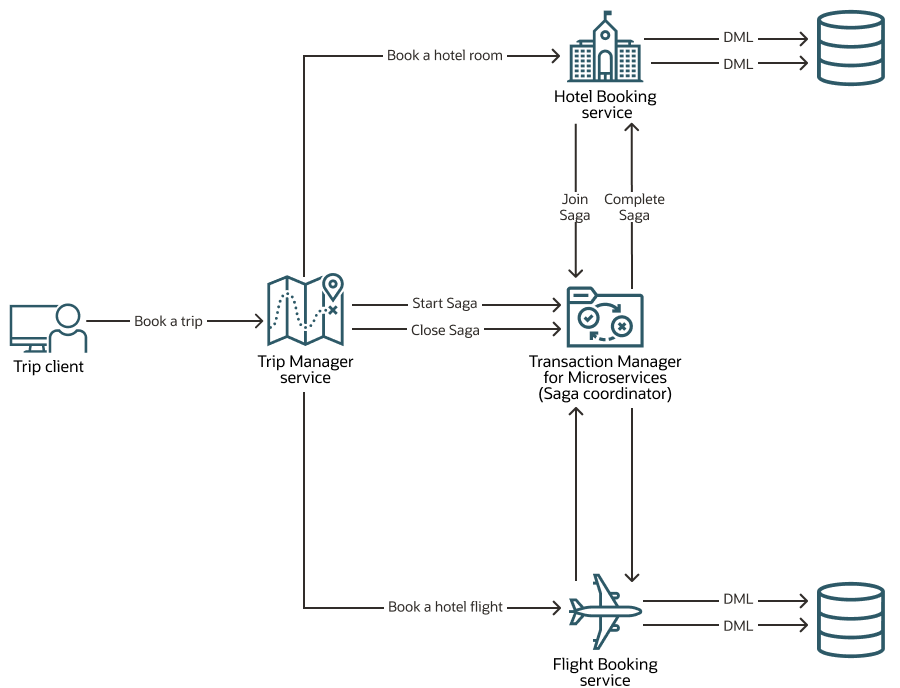 Book a hotel room
DML
DML
Hotel Booking
service
Join
Saga
Complete
Saga
Book a trip
Trip client
Trip Manager
service
Start Saga
Close Saga
Transaction Manager
for Microservices
(Saga coordinator)
Book a hotel flight
DML
DML
Flight Booking
service